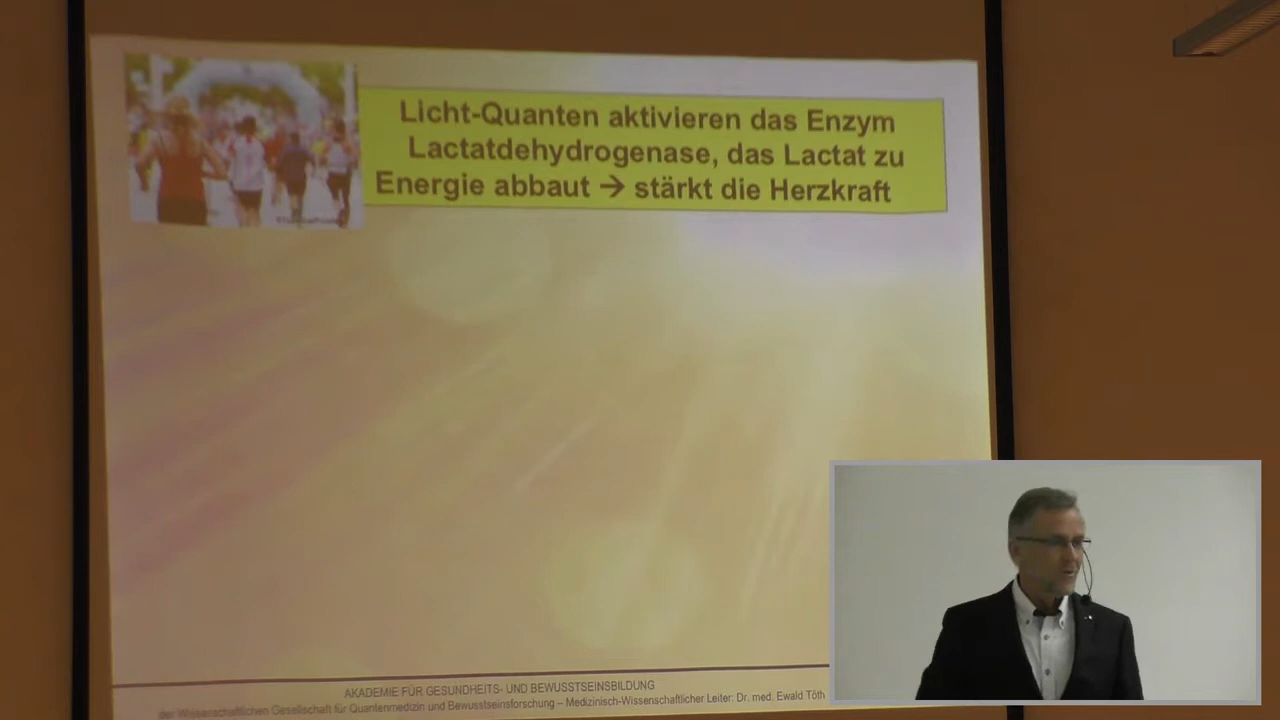 Licht-Quanten aktivieren das Enzym
Lactatdehydrogenase, das Lactat zu
Energie abbaut → stärkt die Herzkraft
AKADEMIE FÜR GESUNDHEITS- UND BEWUSSTSEINSBILDUNG
der Wissenschaftlichen Gesellschaft für Quantenmedizin und Bewusstseinsforschung – Medizinisch-Wissenschaftlicher Leiter: Dr. med. Ewald Töth